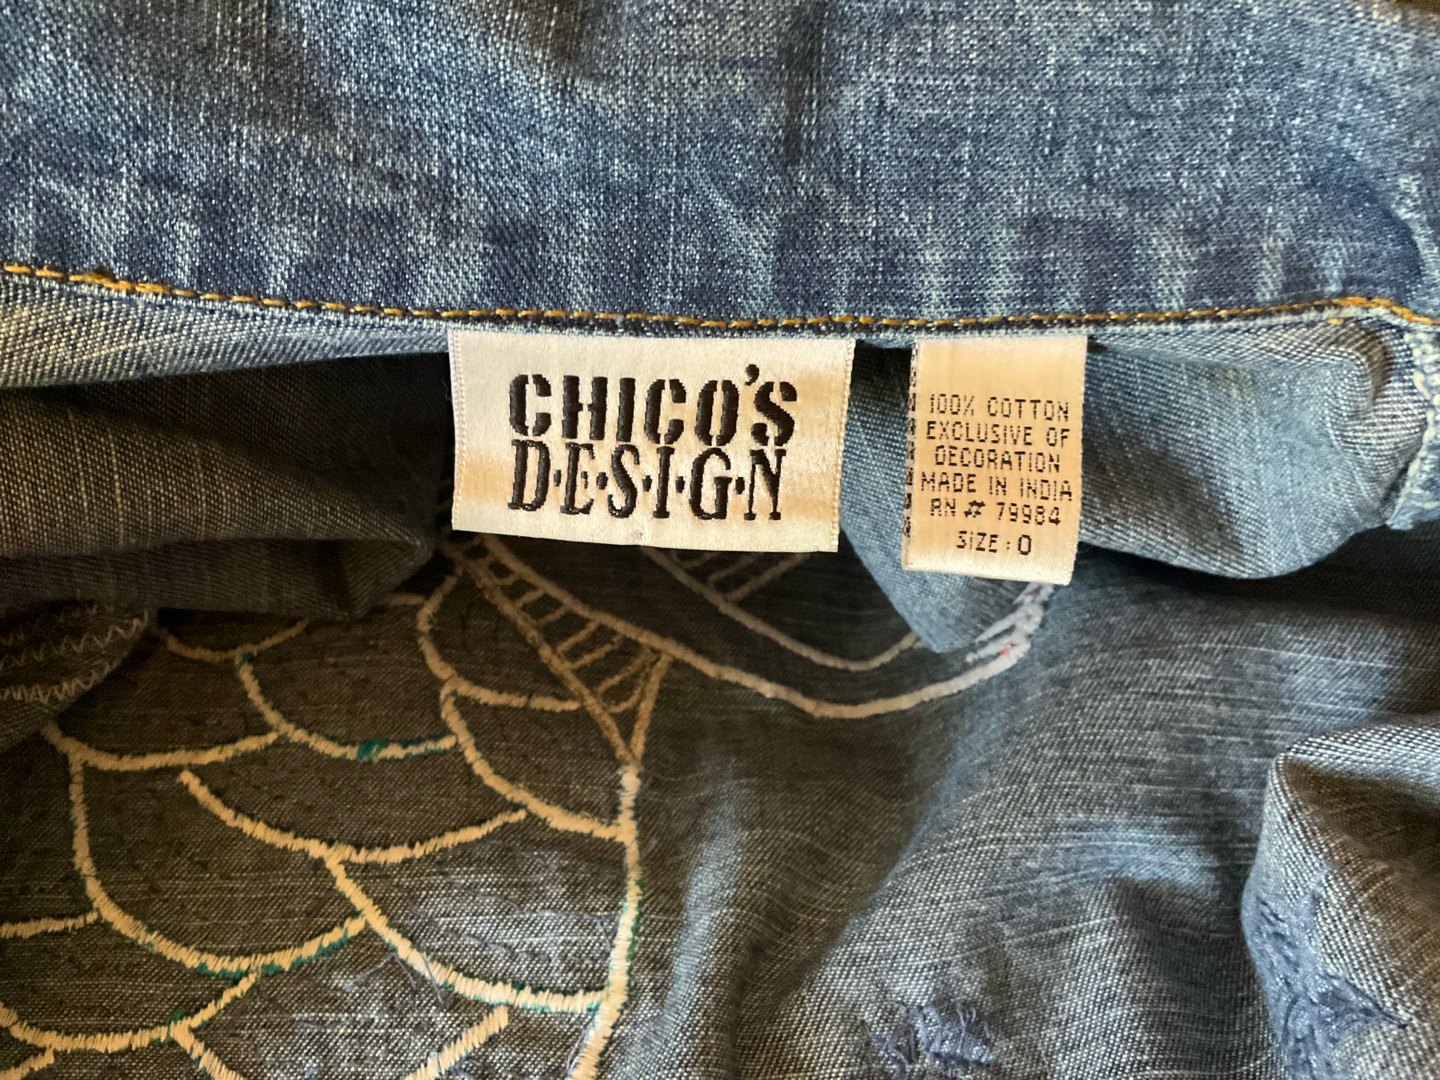 CHICO'S
D·E·S·I·G·N
100% COTTON
EXCLUSIVE OF
DECORATION
MADE IN INDIA
RN # 79984
SIZE : 0